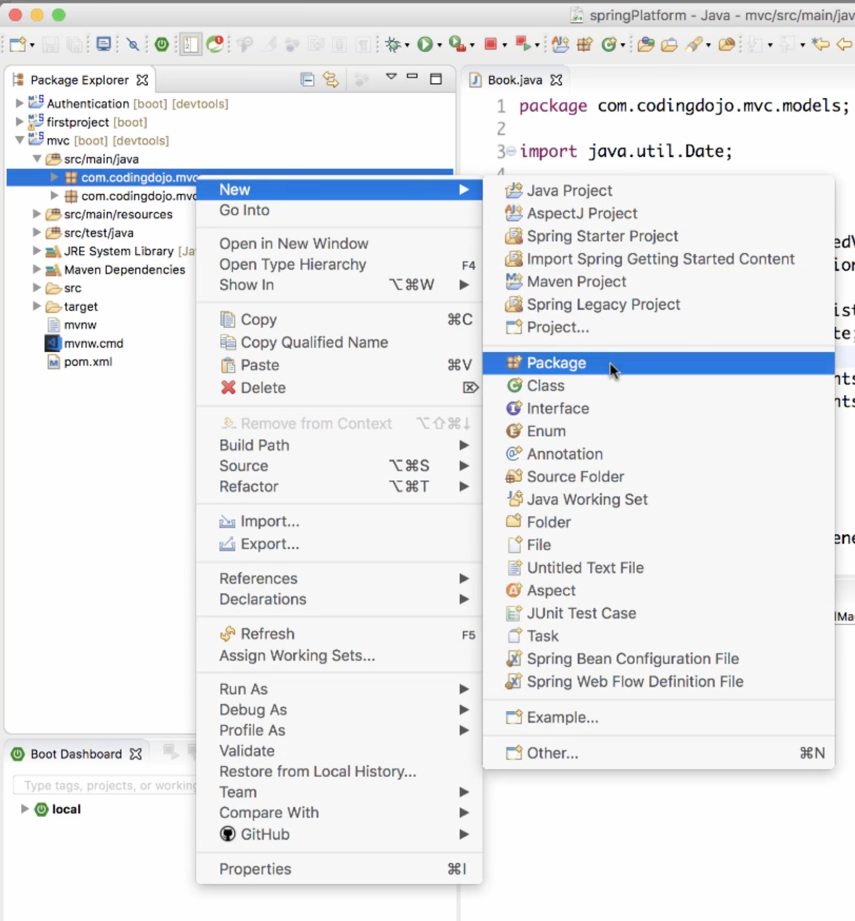 springPlatform - Java - mvc/src/main/jav
Package Explorer
Book.java
Authentication [boot] [devtools]
firstproject [boot]
mvc [boot] [devtools]
src/main/java
com.codingdojo.mvc
com.codingdojo.mvc
src/main/resources
src/test/java
JRE System Library [Ja
Maven Dependencies
src
target
mvnw
mvnw.cmd
pom.xml
1 package com.codingdojo.mvc.models;
2
3 import java.util.Date;
4
New
Go Into
Open in New Window
Open Type Hierarchy F4
Show In ⌥⌘W
Copy ⌘C
Copy Qualified Name
Paste ⌘V
Delete ⌦
Remove from Context ⌥⇧⌘↓
Build Path
Source ⌥⌘S
Refactor ⌥⌘T
Import...
Export...
References
Declarations
Refresh F5
Assign Working Sets...
Run As
Debug As
Profile As
Validate
Restore from Local History...
Team
Compare With
GitHub
Properties ⌘I
Java Project
AspectJ Project
Spring Starter Project
Import Spring Getting Started Content
Maven Project
Spring Legacy Project
Project...
Package
Class
Interface
Enum
Annotation
Source Folder
Java Working Set
Folder
File
Untitled Text File
Aspect
JUnit Test Case
Task
Spring Bean Configuration File
Spring Web Flow Definition File
Example...
Other... ⌘N
Boot Dashboard
Type tags, projects, or working
local